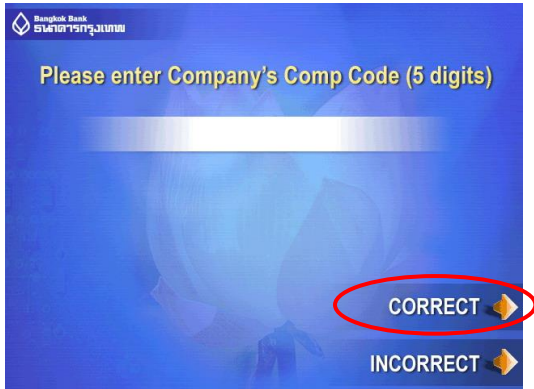 Bangkok Bank
ธนาคารกรุงเทพ
Please enter Company's Comp Code (5 digits)
CORRECT
INCORRECT